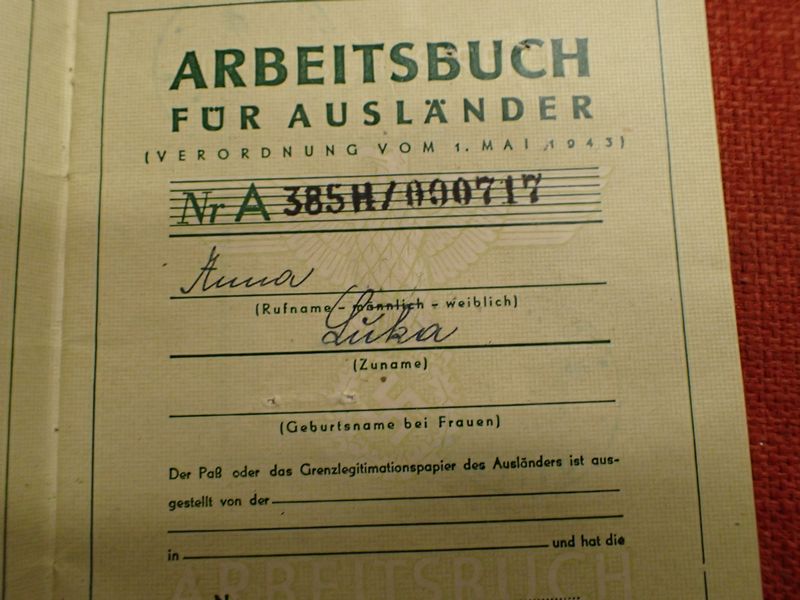 ARBEITSBUCH
FÜR AUSLÄNDER
(VERORDNUNG VOM 1. MAI 1943)
Nr A 385H/090717
Anna
(Rufname – männlich – weiblich)
Luka
(Zuname)
(Geburtsname bei Frauen)
Der Paß oder das Grenzlegitimationspapier des Ausländers ist aus-
gestellt von der
in und hat die
ARBEITSBUCH